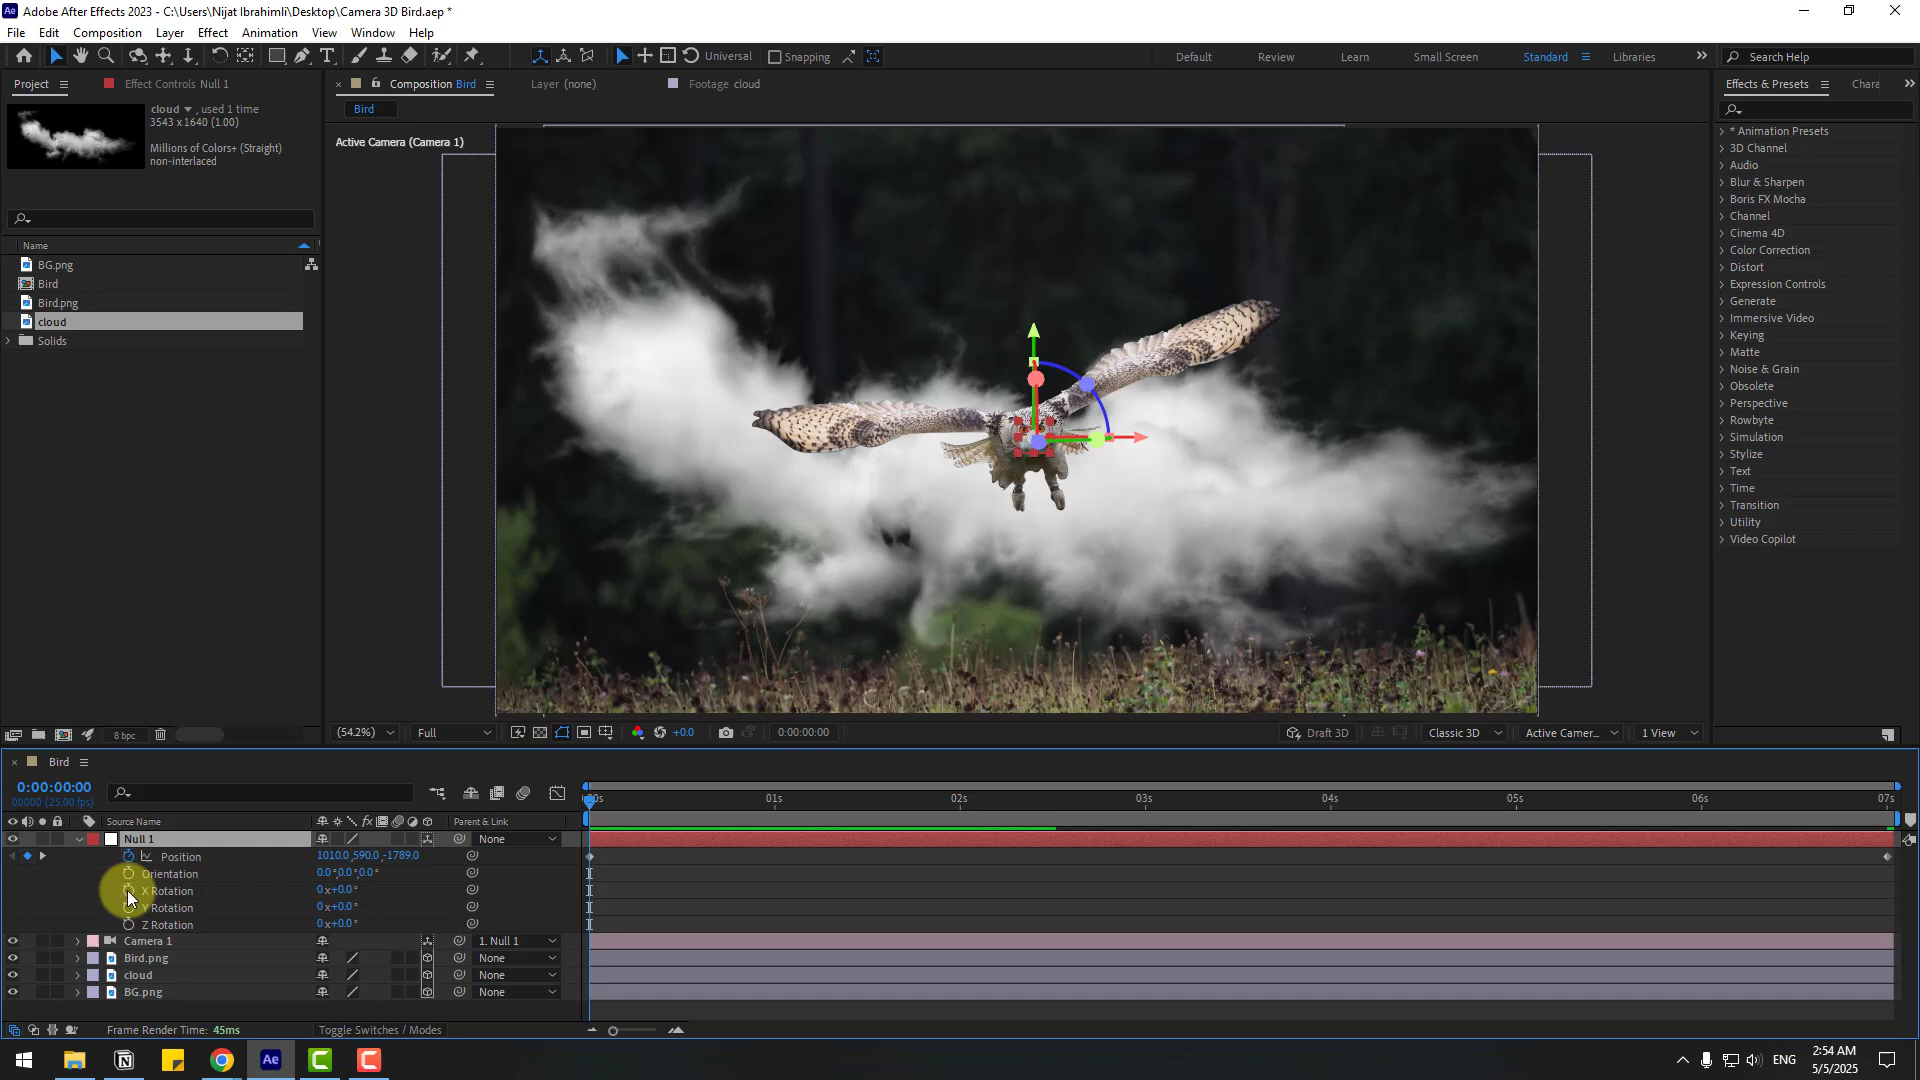 Adobe After Effects 2023 - C:\Users\Nijat Ibrahimli\Desktop\Camera 3D Bird.aep *
File Edit Composition Layer Effect Animation View Window Help
Universal Snapping Default Review Learn Small Screen Standard Libraries Search Help
Project Effect Controls Null 1 Composition Bird Layer (none) Footage cloud Effects & Presets Chara
cloud , used 1 time
3543 x 1640 (1.00)
Millions of Colors+ (Straight)
non-interlaced
Bird
Active Camera (Camera 1)
Name
BG.png
Bird
Bird.png
cloud
Solids
* Animation Presets
3D Channel
Audio
Blur & Sharpen
Boris FX Mocha
Channel
Cinema 4D
Color Correction
Distort
Expression Controls
Generate
Immersive Video
Keying
Matte
Noise & Grain
Obsolete
Perspective
Rowbyte
Simulation
Stylize
Text
Time
Transition
Utility
Video Copilot
8 bpc (54.2%) Full +0.0 0:00:00:00 Draft 3D Classic 3D Active Camer... 1 View
Bird
0:00:00:00
00000 (25.00 fps)
:00s 01s 02s 03s 04s 05s 06s 07s
Source Name Parent & Link
Null 1 None
Position 1010.0,590.0,-1789.0
Orientation 0.0°,0.0°,0.0°
X Rotation 0x+0.0°
Y Rotation 0x+0.0°
Z Rotation 0x+0.0°
Camera 1 1. Null 1
Bird.png None
cloud None
BG.png None
Frame Render Time: 45ms Toggle Switches / Modes
Ae ENG 2:54 AM
5/5/2025